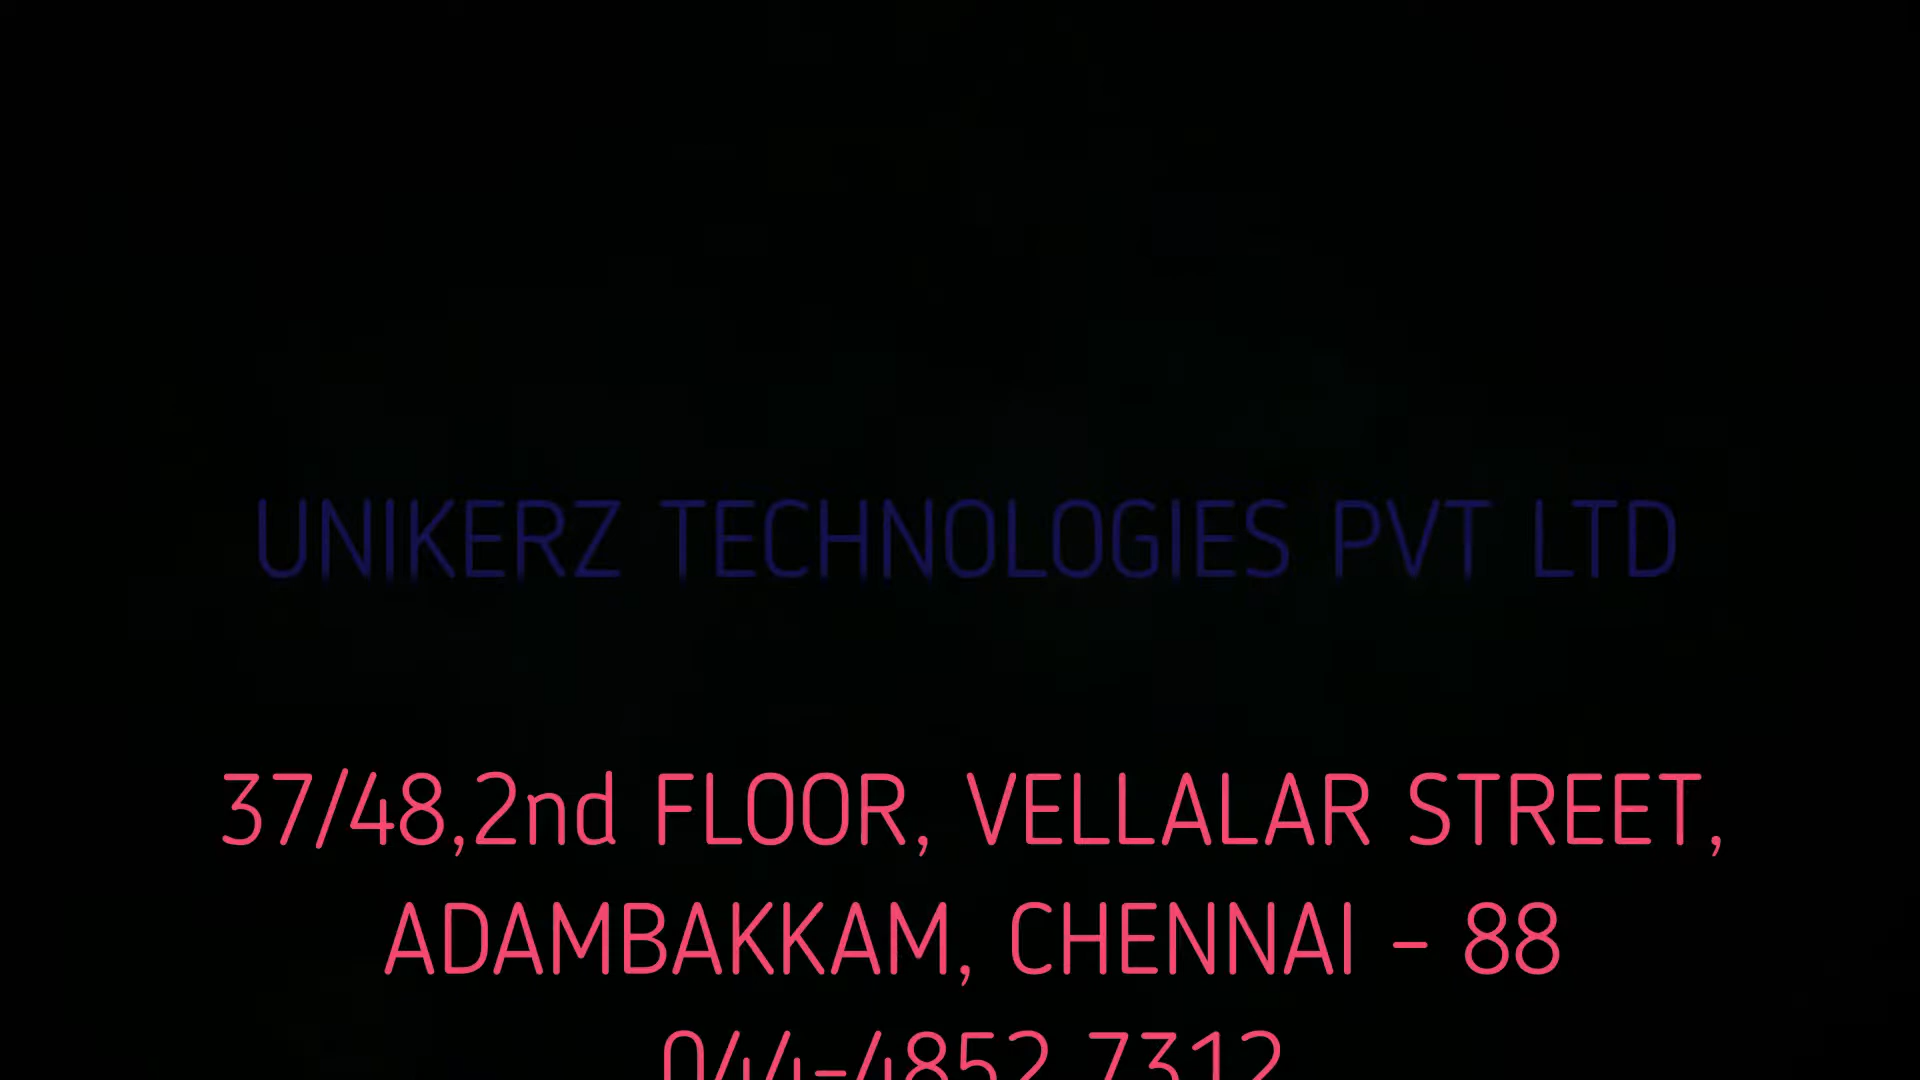 UNIKERZ TECHNOLOGIES PVT LTD
37/48,2nd FLOOR, VELLALAR STREET,
ADAMBAKKAM, CHENNAI - 88
044-4852 7312